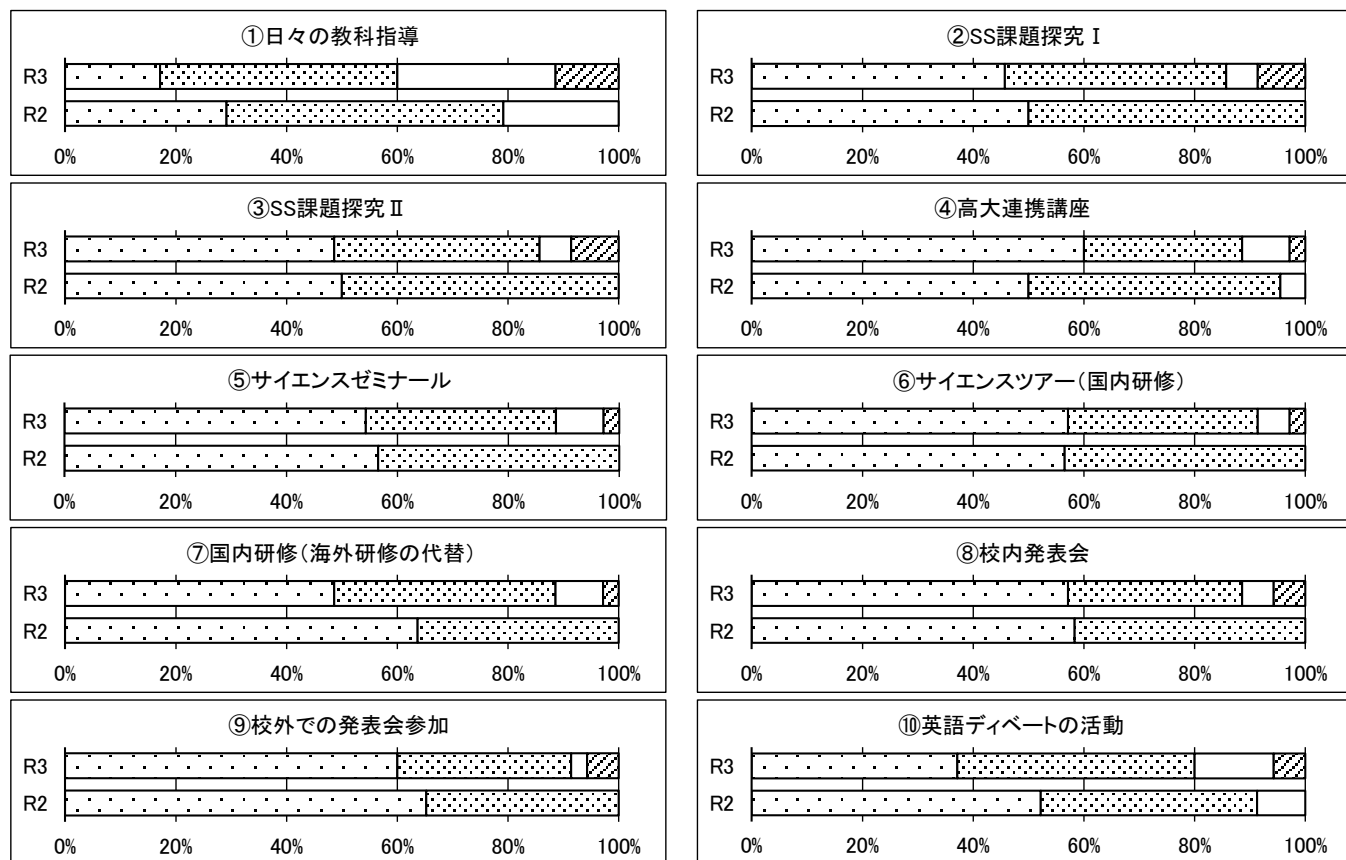 ①日々の教科指導
R3
R2
0% 20% 40% 60% 80% 100%
②SS課題探究Ⅰ
R3
R2
0% 20% 40% 60% 80% 100%
③SS課題探究Ⅱ
R3
R2
0% 20% 40% 60% 80% 100%
④高大連携講座
R3
R2
0% 20% 40% 60% 80% 100%
⑤サイエンスゼミナール
R3
R2
0% 20% 40% 60% 80% 100%
⑥サイエンスツアー(国内研修)
R3
R2
0% 20% 40% 60% 80% 100%
⑦国内研修(海外研修の代替)
R3
R2
0% 20% 40% 60% 80% 100%
⑧校内発表会
R3
R2
0% 20% 40% 60% 80% 100%
⑨校外での発表会参加
R3
R2
0% 20% 40% 60% 80% 100%
⑩英語ディベートの活動
R3
R2
0% 20% 40% 60% 80% 100%